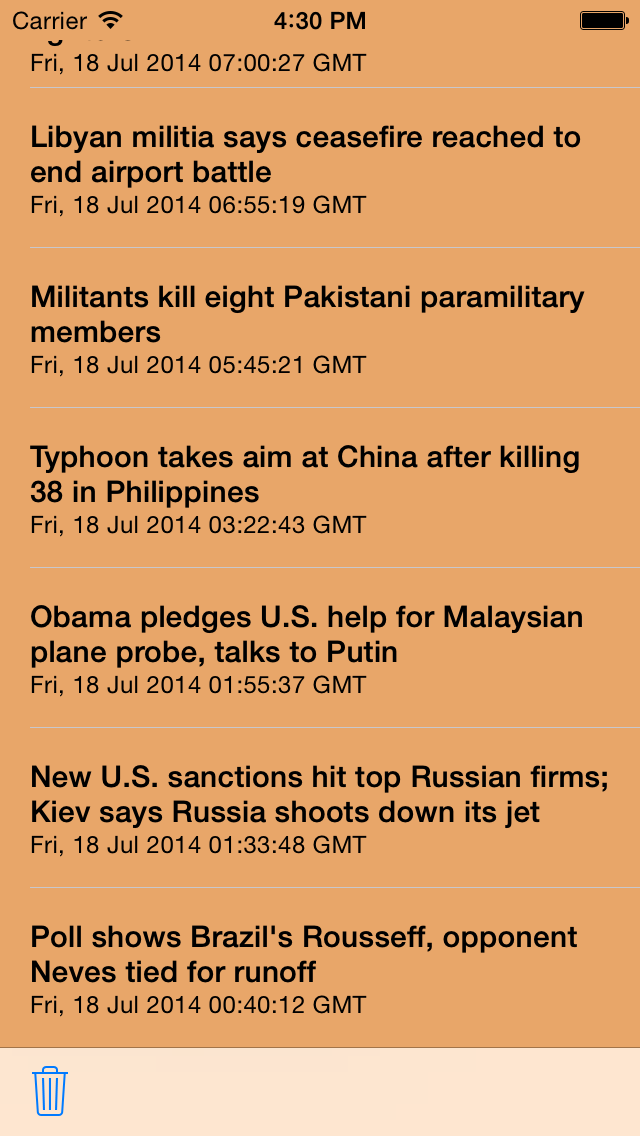 Carrier 4:30 PM
Fri, 18 Jul 2014 07:00:27 GMT
Libyan militia says ceasefire reached to
end airport battle
Fri, 18 Jul 2014 06:55:19 GMT
Militants kill eight Pakistani paramilitary
members
Fri, 18 Jul 2014 05:45:21 GMT
Typhoon takes aim at China after killing
38 in Philippines
Fri, 18 Jul 2014 03:22:43 GMT
Obama pledges U.S. help for Malaysian
plane probe, talks to Putin
Fri, 18 Jul 2014 01:55:37 GMT
New U.S. sanctions hit top Russian firms;
Kiev says Russia shoots down its jet
Fri, 18 Jul 2014 01:33:48 GMT
Poll shows Brazil's Rousseff, opponent
Neves tied for runoff
Fri, 18 Jul 2014 00:40:12 GMT